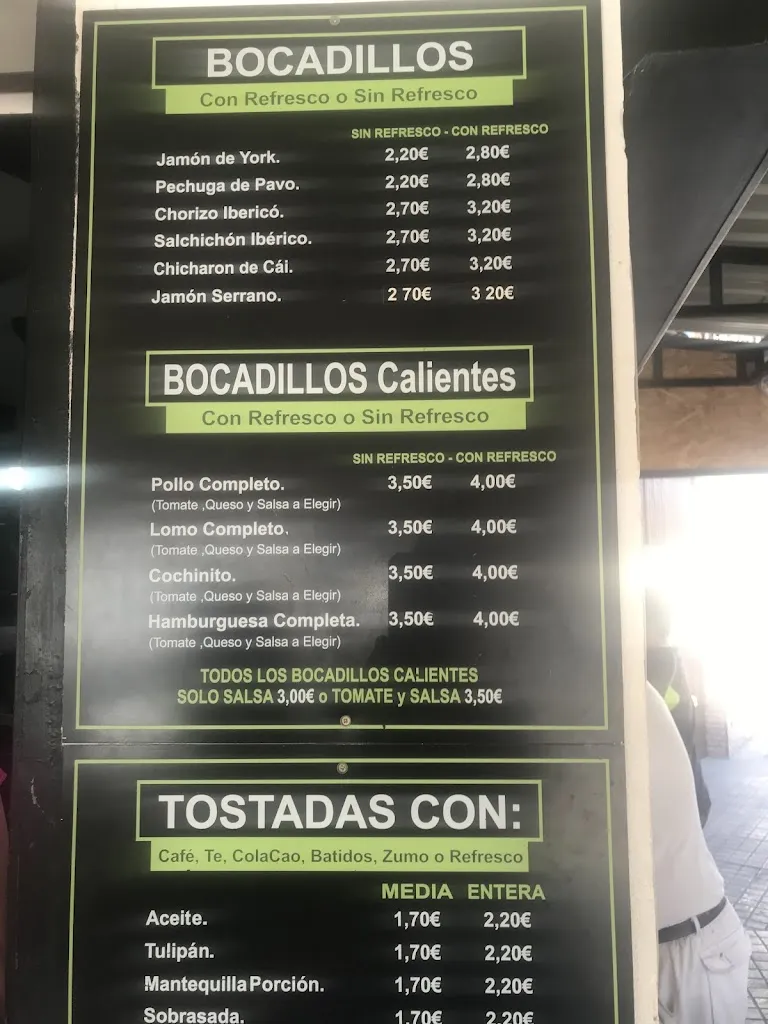 BOCADILLOS
Con Refresco o Sin Refresco
SIN REFRESCO - CON REFRESCO
Jamón de York. 2,20€ 2,80€
Pechuga de Pavo. 2,20€ 2,80€
Chorizo Ibericó. 2,70€ 3,20€
Salchichón Ibérico. 2,70€ 3,20€
Chicharon de Cái. 2,70€ 3,20€
Jamón Serrano. 2 70€ 3 20€
BOCADILLOS Calientes
Con Refresco o Sin Refresco
SIN REFRESCO - CON REFRESCO
Pollo Completo. 3,50€ 4,00€
(Tomate ,Queso y Salsa a Elegir)
Lomo Completo. 3,50€ 4,00€
(Tomate ,Queso y Salsa a Elegir)
Cochinito. 3,50€ 4,00€
(Tomate ,Queso y Salsa a Elegir)
Hamburguesa Completa. 3,50€ 4,00€
(Tomate ,Queso y Salsa a Elegir)
TODOS LOS BOCADILLOS CALIENTES
SOLO SALSA 3,00€ o TOMATE y SALSA 3,50€
TOSTADAS CON:
Café, Te, ColaCao, Batidos, Zumo o Refresco
MEDIA ENTERA
Aceite. 1,70€ 2,20€
Tulipán. 1,70€ 2,20€
Mantequilla Porción. 1,70€ 2,20€
Sobrasada. 1,70€ 2,20€